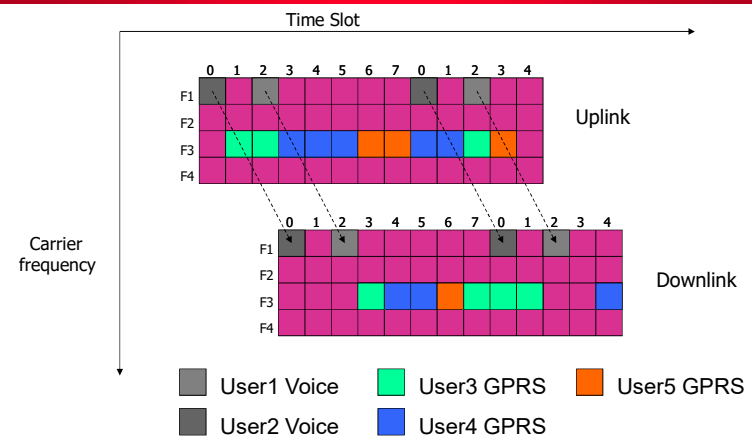 Time Slot
0 1 2 3 4 5 6 7 0 1 2 3 4
F1
F2
F3
F4
Uplink
Carrier
frequency
0 1 2 3 4 5 6 7 0 1 2 3 4
F1
F2
F3
F4
Downlink
User1 Voice User3 GPRS User5 GPRS
User2 Voice User4 GPRS